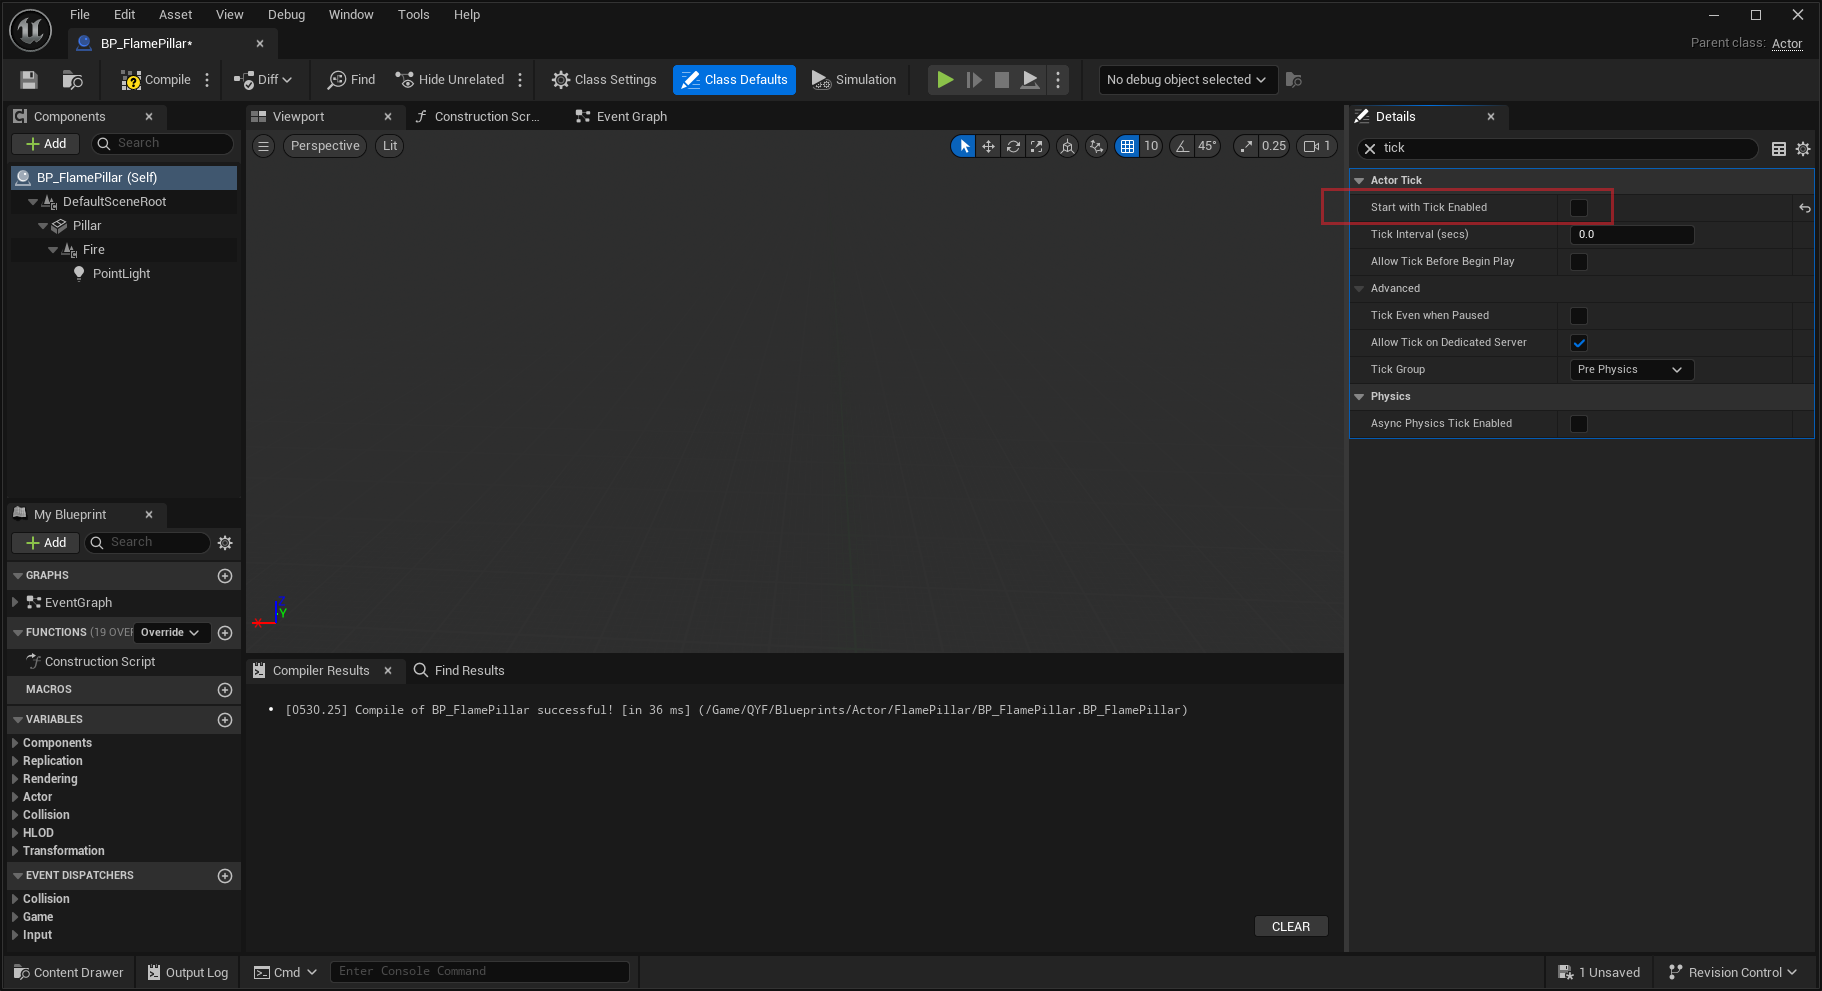 File Edit Asset View Debug Window Tools Help
BP_FlamePillar*
Parent class: Actor
Compile Diff Find Hide Unrelated Class Settings Class Defaults Simulation No debug object selected
Components
Add Search
BP_FlamePillar (Self)
DefaultSceneRoot
Pillar
Fire
PointLight
My Blueprint
Add Search
GRAPHS
EventGraph
FUNCTIONS (19 OVER Override
Construction Script
MACROS
VARIABLES
Components
Replication
Rendering
Actor
Collision
HLOD
Transformation
EVENT DISPATCHERS
Collision
Game
Input
Viewport Construction Scr... Event Graph
Perspective Lit 10 45° 0.25 1
Z
Y
X
Compiler Results Find Results
[0530.25] Compile of BP_FlamePillar successful! [in 36 ms] (/Game/QYF/Blueprints/Actor/FlamePillar/BP_FlamePillar.BP_FlamePillar)
CLEAR
Details
tick
Actor Tick
Start with Tick Enabled
Tick Interval (secs) 0.0
Allow Tick Before Begin Play
Advanced
Tick Even when Paused
Allow Tick on Dedicated Server
Tick Group Pre Physics
Physics
Async Physics Tick Enabled
Content Drawer Output Log Cmd Enter Console Command 1 Unsaved Revision Control